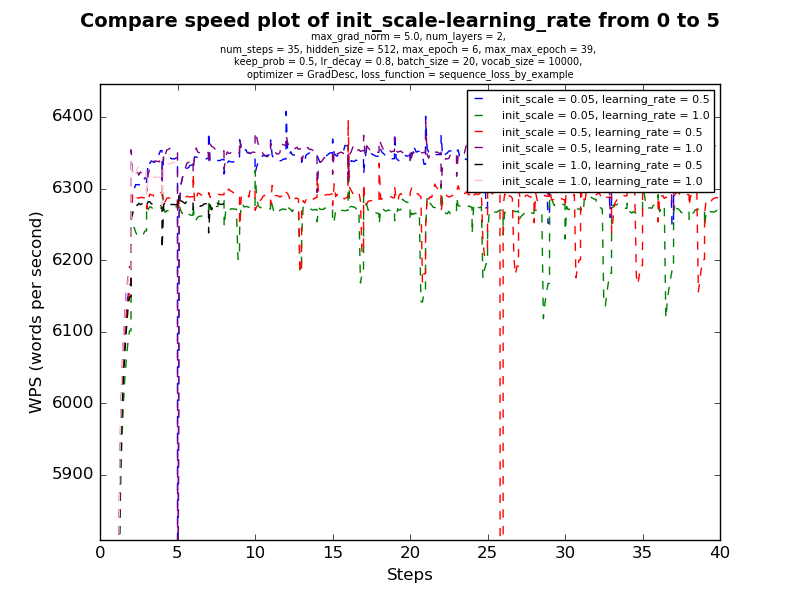 Compare speed plot of init_scale-learning_rate from 0 to 5
max_grad_norm = 5.0, num_layers = 2,
num_steps = 35, hidden_size = 512, max_epoch = 6, max_max_epoch = 39,
keep_prob = 0.5, lr_decay = 0.8, batch_size = 20, vocab_size = 10000,
optimizer = GradDesc, loss_function = sequence_loss_by_example
init_scale = 0.05, learning_rate = 0.5
init_scale = 0.05, learning_rate = 1.0
init_scale = 0.5, learning_rate = 0.5
init_scale = 0.5, learning_rate = 1.0
init_scale = 1.0, learning_rate = 0.5
init_scale = 1.0, learning_rate = 1.0
WPS (words per second)
6400
6300
6200
6100
6000
5900
0 5 10 15 20 25 30 35 40
Steps